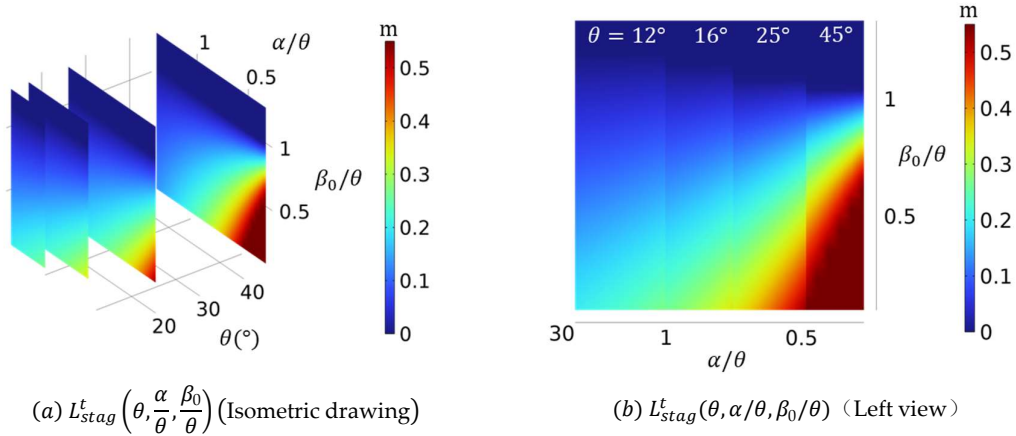 1
α/θ
0.5
m
0.5
0.4
0.3
0.2
0.1
0
1
β₀/θ
0.5
40
30
20
θ(°)
(a) L^t_stag (θ, α/θ, β₀/θ) (Isometric drawing)
θ = 12° 16° 25° 45°
m
0.5
0.4
0.3
0.2
0.1
0
1
β₀/θ
0.5
30
1
0.5
α/θ
(b) L^t_stag(θ, α/θ, β₀/θ) （Left view）